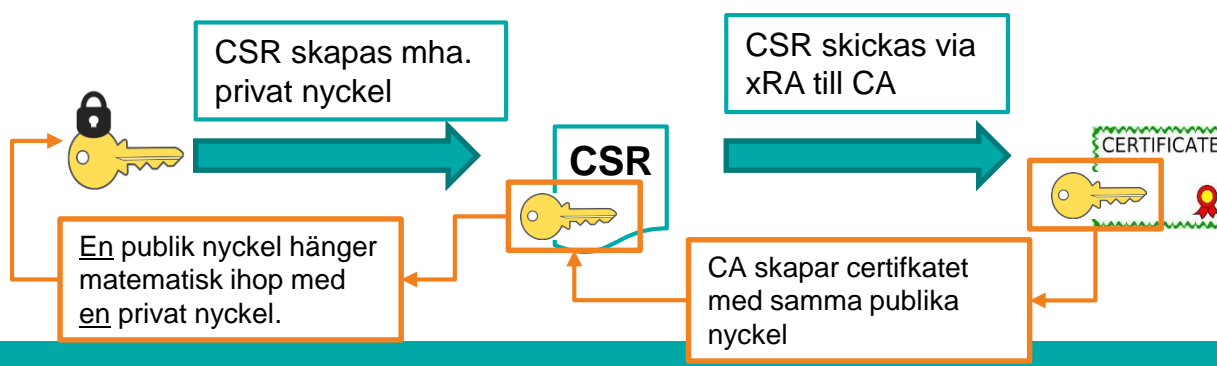 CSR skapas mha.
privat nyckel
CSR skickas via
xRA till CA
CSR
CERTIFICATE
En publik nyckel hänger
matematisk ihop med
en privat nyckel.
CA skapar certifkatet
med samma publika
nyckel